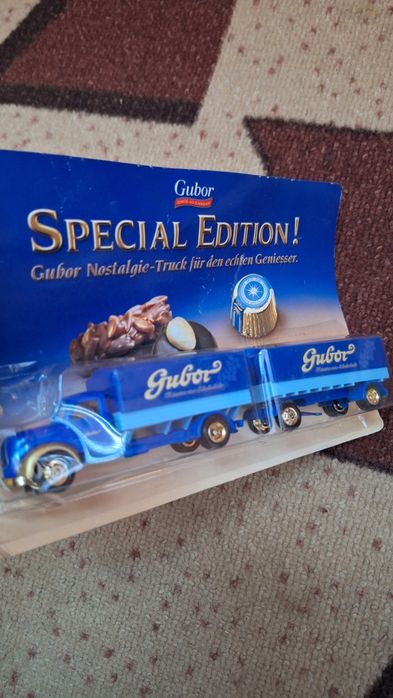 Gubor
SPECIAL EDITION!
Gubor Nostalgie-Truck für den echten Geniesser.
Gubor
Gubor